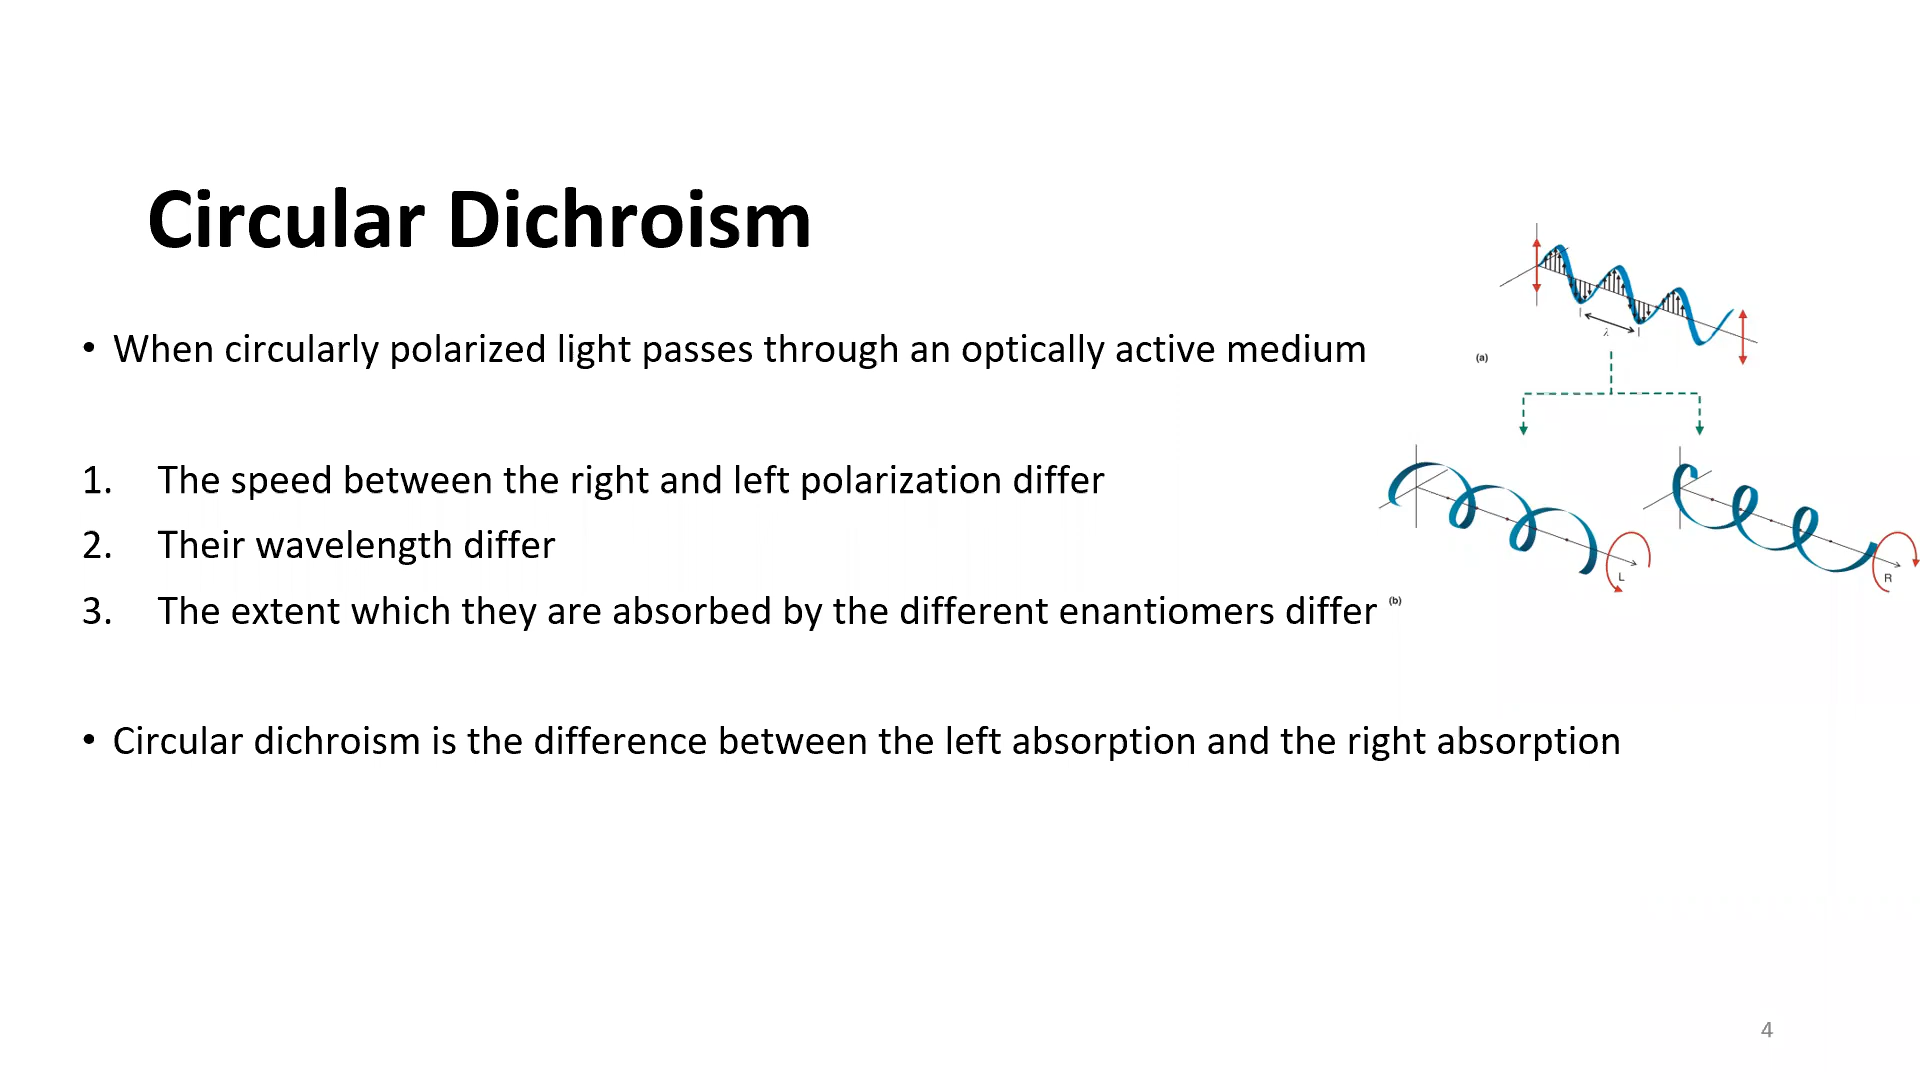 Circular Dichroism
• When circularly polarized light passes through an optically active medium
1. The speed between the right and left polarization differ
2. Their wavelength differ
3. The extent which they are absorbed by the different enantiomers differ
• Circular dichroism is the difference between the left absorption and the right absorption
λ
(a)
L
R
(b)
4